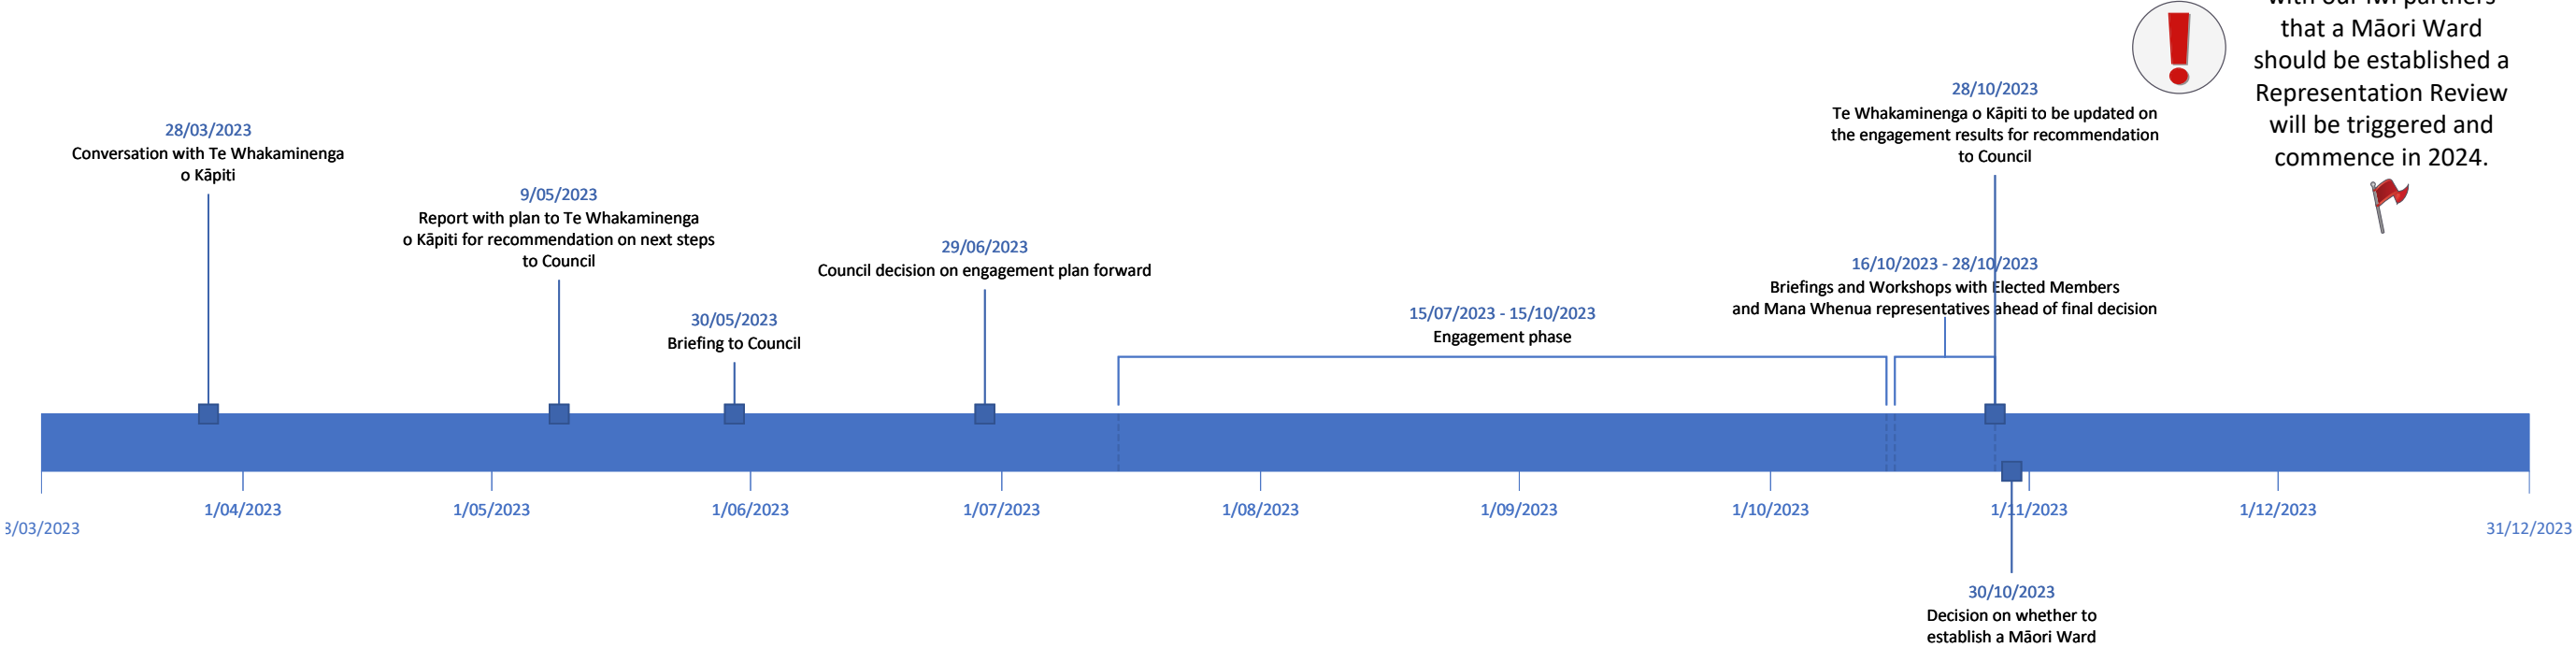 with our iwi partners
that a Māori Ward
should be established a
Representation Review
will be triggered and
commence in 2024.
28/03/2023
Conversation with Te Whakaminenga
o Kāpiti
9/05/2023
Report with plan to Te Whakaminenga
o Kāpiti for recommendation on next steps
to Council
30/05/2023
Briefing to Council
29/06/2023
Council decision on engagement plan forward
15/07/2023 - 15/10/2023
Engagement phase
16/10/2023 - 28/10/2023
Briefings and Workshops with Elected Members
and Mana Whenua representatives ahead of final decision
28/10/2023
Te Whakaminenga o Kāpiti to be updated on
the engagement results for recommendation
to Council
1/04/2023
1/05/2023
1/06/2023
1/07/2023
1/08/2023
1/09/2023
1/10/2023
1/11/2023
1/12/2023
3/03/2023
31/12/2023
30/10/2023
Decision on whether to
establish a Māori Ward